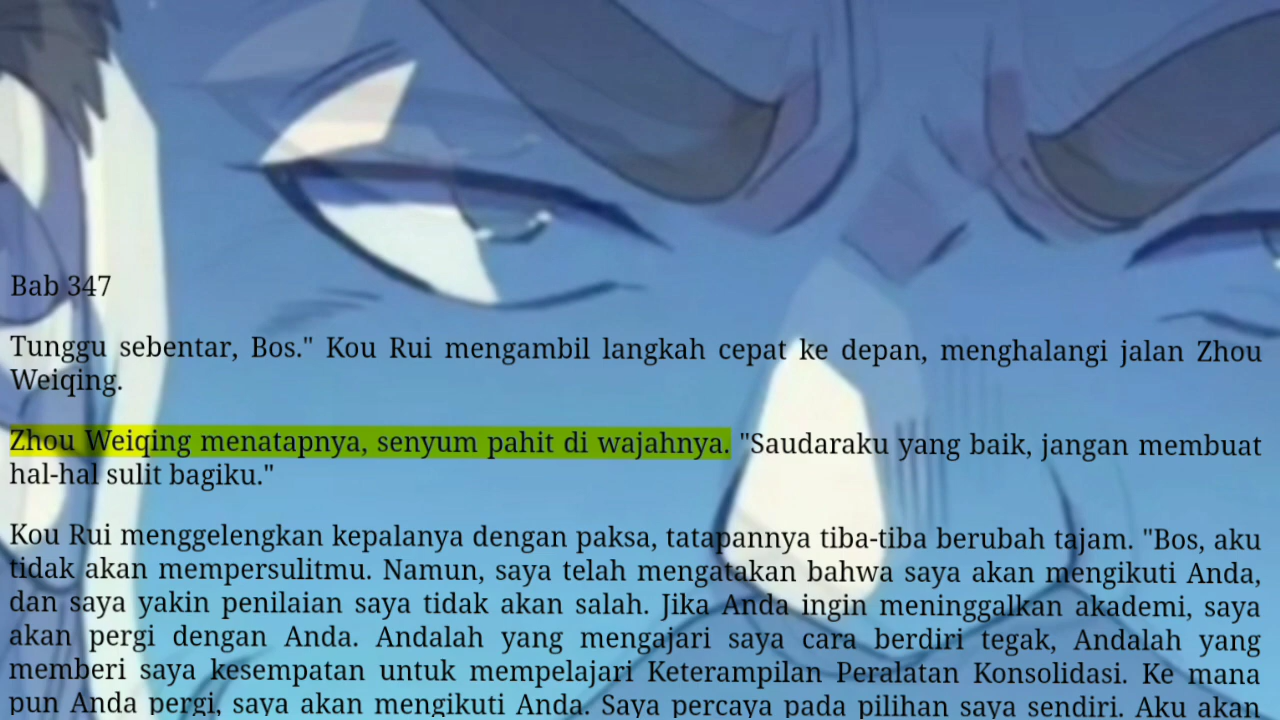 Bab 347
Tunggu sebentar, Bos." Kou Rui mengambil langkah cepat ke depan, menghalangi jalan Zhou
Weiqing.
Zhou Weiqing menatapnya, senyum pahit di wajahnya. "Saudaraku yang baik, jangan membuat
hal-hal sulit bagiku."
Kou Rui menggelengkan kepalanya dengan paksa, tatapannya tiba-tiba berubah tajam. "Bos, aku
tidak akan mempersulitmu. Namun, saya telah mengatakan bahwa saya akan mengikuti Anda,
dan saya yakin penilaian saya tidak akan salah. Jika Anda ingin meninggalkan akademi, saya
akan pergi dengan Anda. Andalah yang mengajari saya cara berdiri tegak, Andalah yang
memberi saya kesempatan untuk mempelajari Keterampilan Peralatan Konsolidasi. Ke mana
pun Anda pergi, saya akan mengikuti Anda. Saya percaya pada pilihan saya sendiri. Aku akan